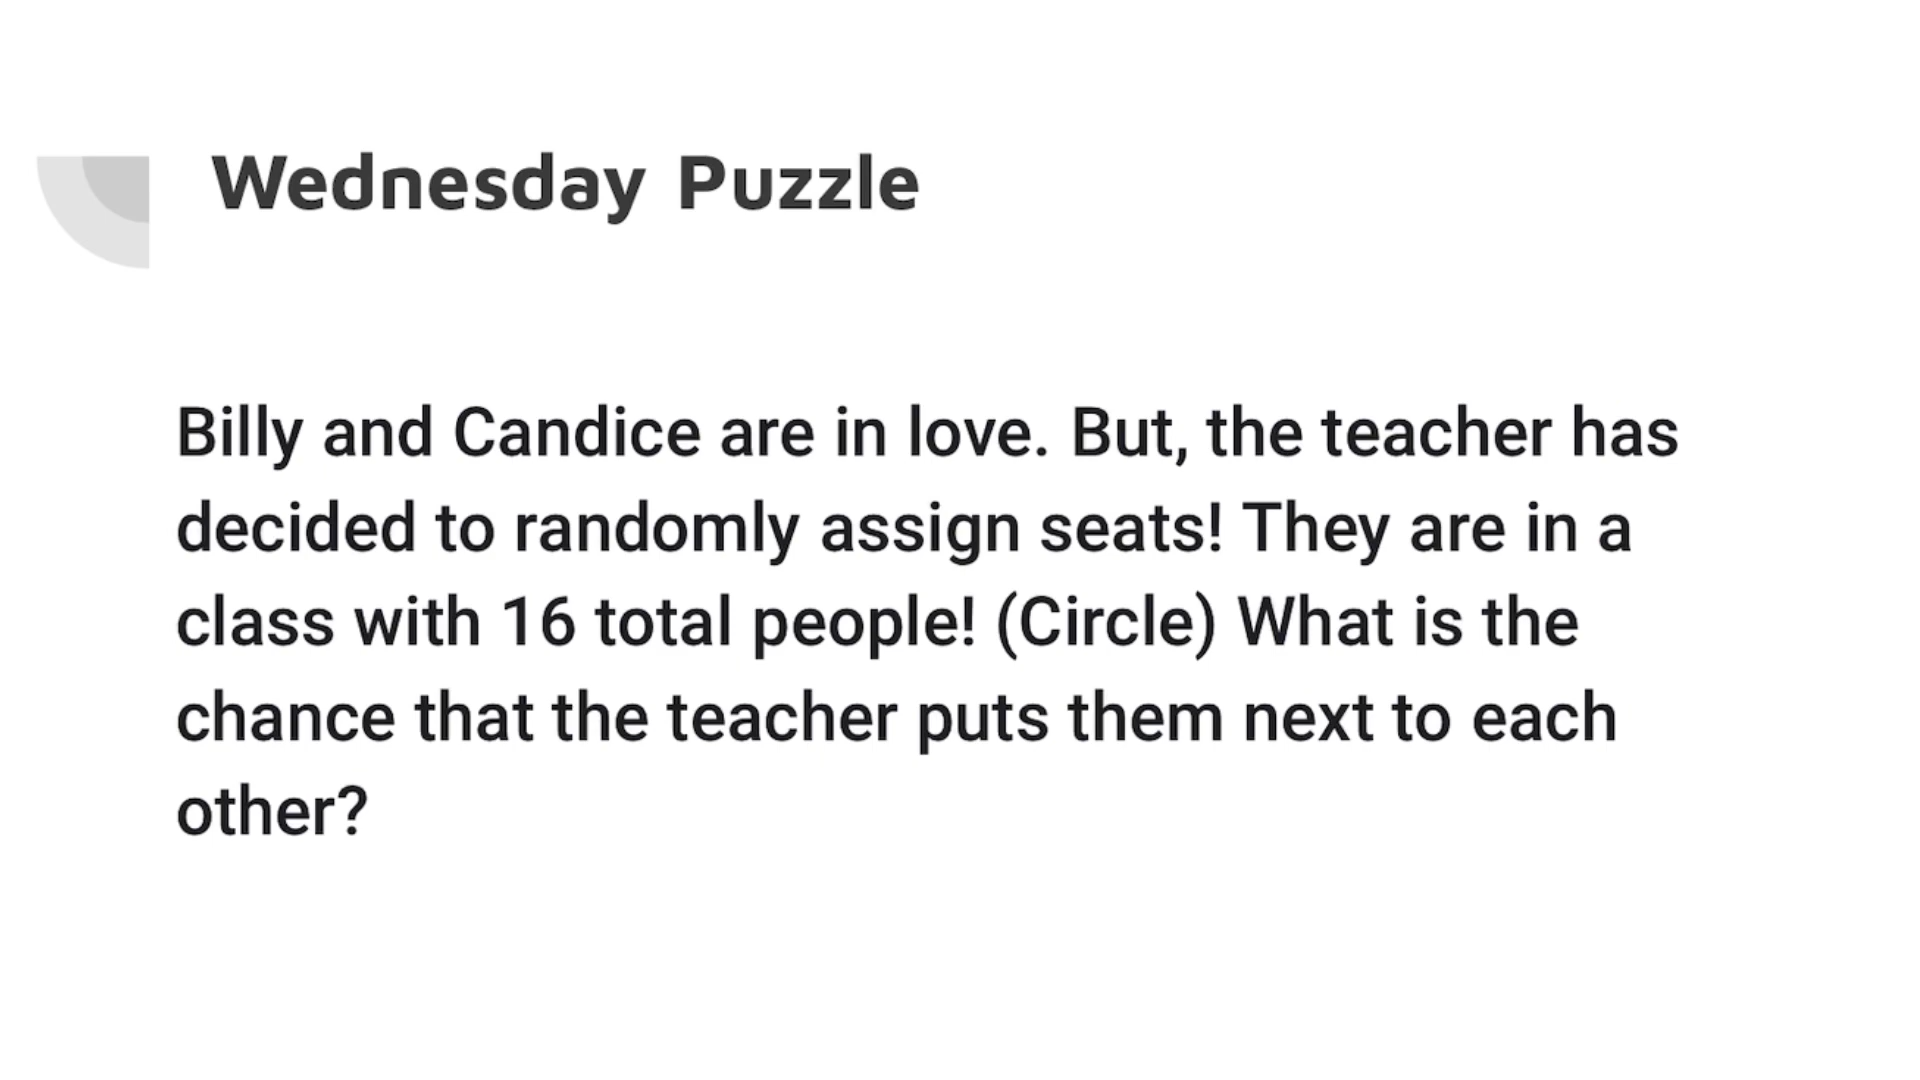 Wednesday Puzzle
Billy and Candice are in love. But, the teacher has
decided to randomly assign seats! They are in a
class with 16 total people! (Circle) What is the
chance that the teacher puts them next to each
other?